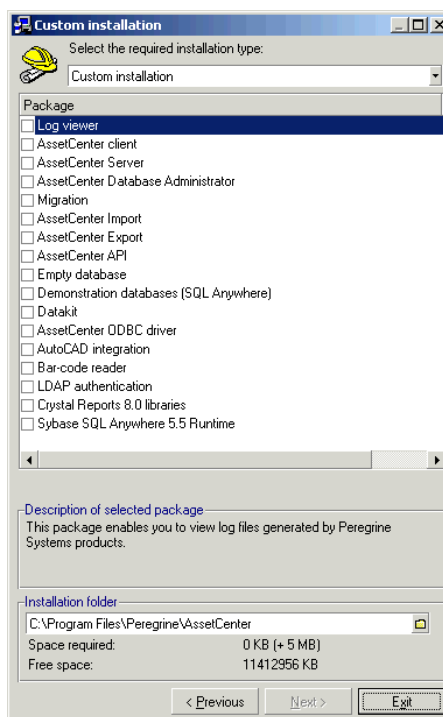 Custom installation
Select the required installation type:
Custom installation
Package
Log viewer
AssetCenter client
AssetCenter Server
AssetCenter Database Administrator
Migration
AssetCenter Import
AssetCenter Export
AssetCenter API
Empty database
Demonstration databases (SQL Anywhere)
Datakit
AssetCenter ODBC driver
AutoCAD integration
Bar-code reader
LDAP authentication
Crystal Reports 8.0 libraries
Sybase SQL Anywhere 5.5 Runtime
Description of selected package
This package enables you to view log files generated by Peregrine
Systems products.
Installation folder
C:\Program Files\Peregrine\AssetCenter
Space required: 0 KB (+ 5 MB)
Free space: 11412956 KB
< Previous Next > Exit